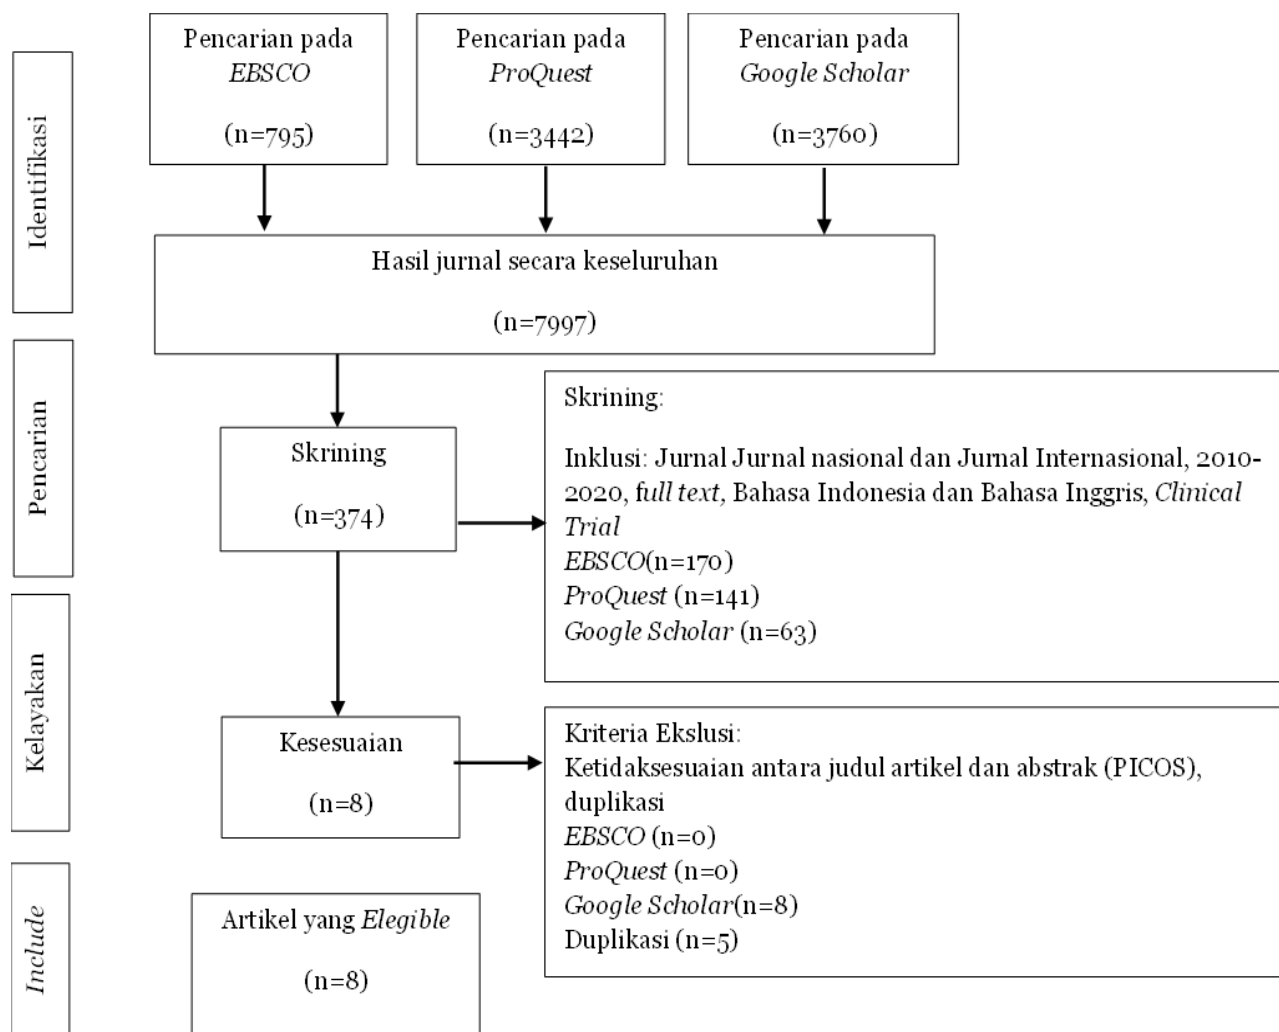 Identifikasi
Pencarian pada
EBSCO
(n=795)
Pencarian pada
ProQuest
(n=3442)
Pencarian pada
Google Scholar
(n=3760)
Hasil jurnal secara keseluruhan
(n=7997)
Pencarian
Skrining
(n=374)
Skrining:
Inklusi: Jurnal Jurnal nasional dan Jurnal Internasional, 2010-
2020, full text, Bahasa Indonesia dan Bahasa Inggris, Clinical
Trial
EBSCO(n=170)
ProQuest (n=141)
Google Scholar (n=63)
Kelayakan
Kesesuaian
(n=8)
Kriteria Ekslusi:
Ketidaksesuaian antara judul artikel dan abstrak (PICOS),
duplikasi
EBSCO (n=0)
ProQuest (n=0)
Google Scholar(n=8)
Duplikasi (n=5)
Include
Artikel yang Elegible
(n=8)